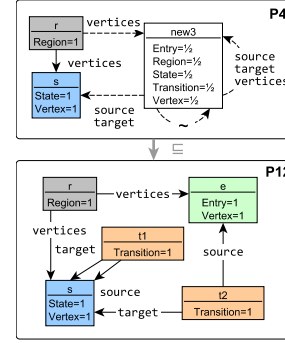 P4
r
Region=1
vertices
new3
Entry=½
Region=½
State=½
Transition=½
Vertex=½
source
target
vertices
vertices
s
State=1
Vertex=1
source
target
~
⊑
P12
r
Region=1
vertices
e
Entry=1
Vertex=1
vertices
target
t1
Transition=1
source
s
State=1
Vertex=1
source
target
t2
Transition=1